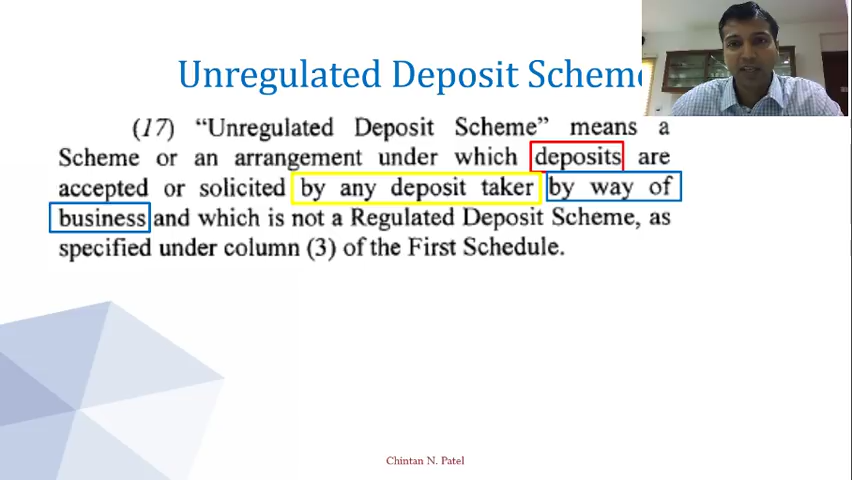 Unregulated Deposit Scheme
(17) “Unregulated Deposit Scheme” means a
Scheme or an arrangement under which deposits are
accepted or solicited by any deposit taker by way of
business and which is not a Regulated Deposit Scheme, as
specified under column (3) of the First Schedule.
Chintan N. Patel